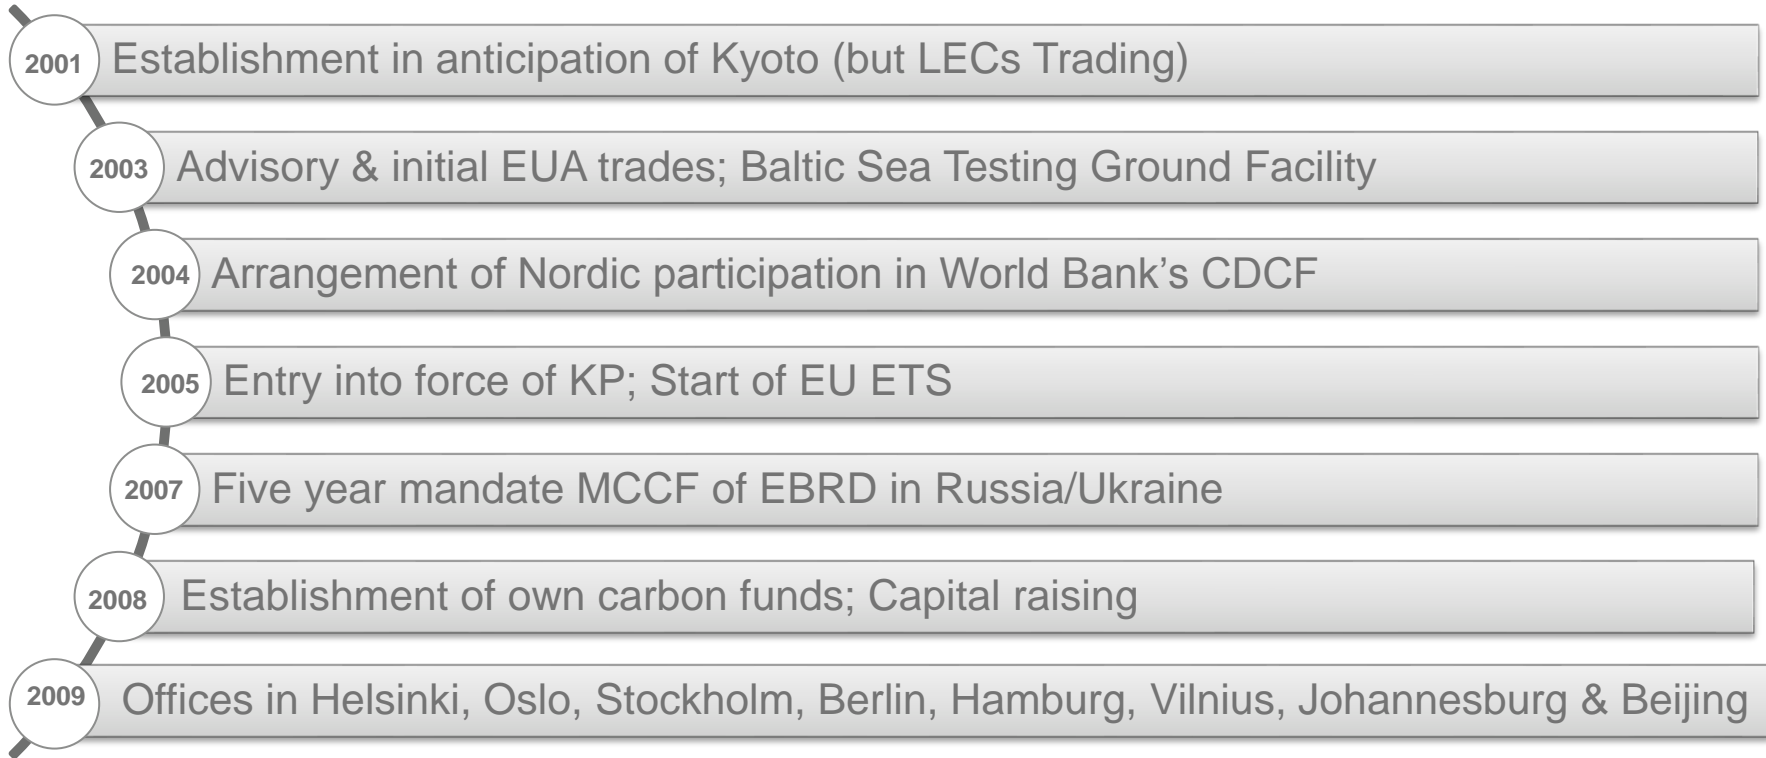 2001 Establishment in anticipation of Kyoto (but LECs Trading)
2003 Advisory & initial EUA trades; Baltic Sea Testing Ground Facility
2004 Arrangement of Nordic participation in World Bank’s CDCF
2005 Entry into force of KP; Start of EU ETS
2007 Five year mandate MCCF of EBRD in Russia/Ukraine
2008 Establishment of own carbon funds; Capital raising
2009 Offices in Helsinki, Oslo, Stockholm, Berlin, Hamburg, Vilnius, Johannesburg & Beijing